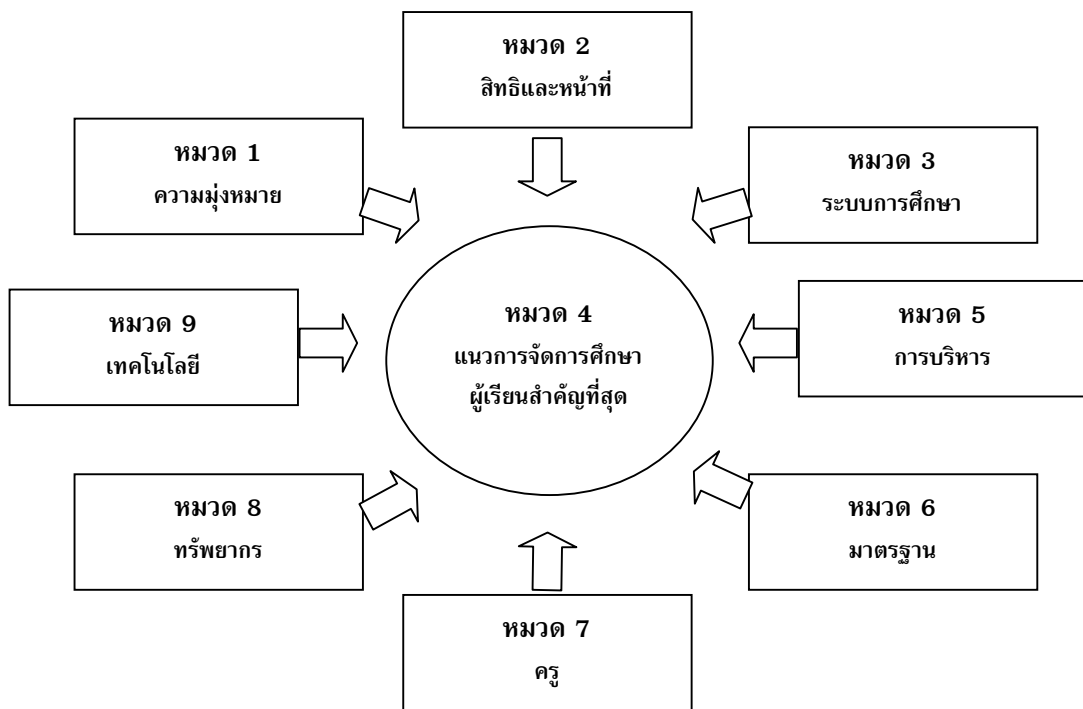 หมวด 2
สิทธิและหน้าที่
หมวด 1
ความมุ่งหมาย
หมวด 3
ระบบการศึกษา
หมวด 9
เทคโนโลยี
หมวด 4
แนวการจัดการศึกษา
ผู้เรียนสำคัญที่สุด
หมวด 5
การบริหาร
หมวด 8
ทรัพยากร
หมวด 6
มาตรฐาน
หมวด 7
ครู